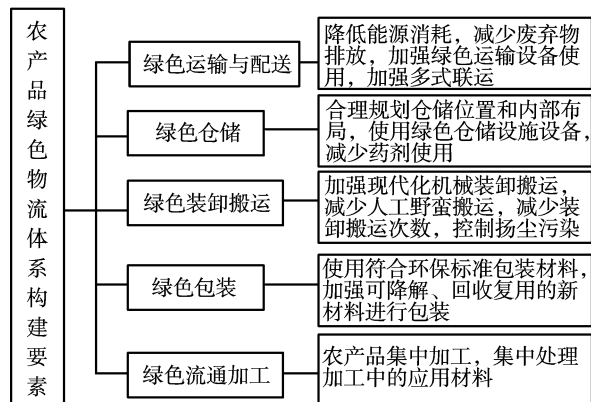 农产品绿色物流体系构建要素
绿色运输与配送
降低能源消耗，减少废弃物
排放，加强绿色运输设备使
用，加强多式联运
绿色仓储
合理规划仓储位置和内部布
局，使用绿色仓储设施设备，
减少药剂使用
绿色装卸搬运
加强现代化机械装卸搬运，
减少人工野蛮搬运，减少装
卸搬运次数，控制扬尘污染
绿色包装
使用符合环保标准包装材料，
加强可降解、回收复用的新
材料进行包装
绿色流通加工
农产品集中加工，集中处理
加工中的应用材料